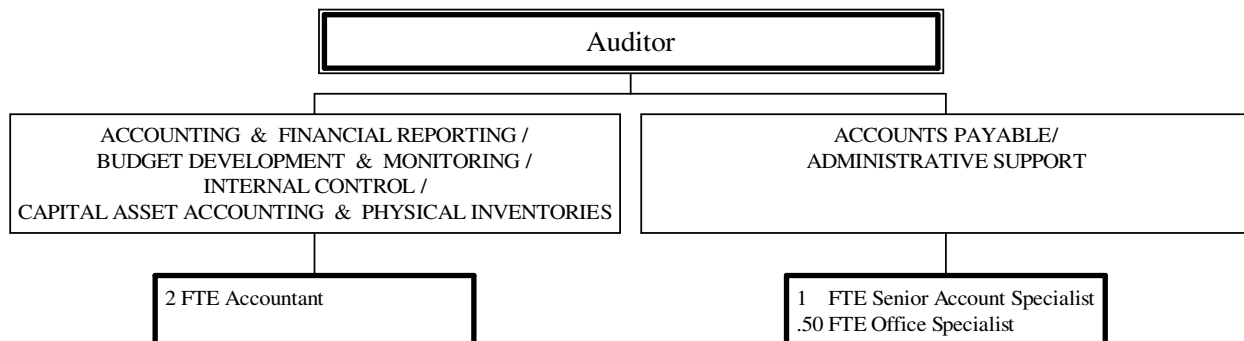 Auditor
ACCOUNTING & FINANCIAL REPORTING /
BUDGET DEVELOPMENT & MONITORING /
INTERNAL CONTROL /
CAPITAL ASSET ACCOUNTING & PHYSICAL INVENTORIES
ACCOUNTS PAYABLE/
ADMINISTRATIVE SUPPORT
2 FTE Accountant
1 FTE Senior Account Specialist
.50 FTE Office Specialist